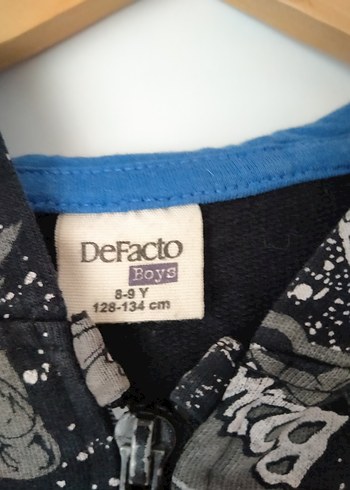 DeFacto
Boys
8-9 Y
128-134 cm